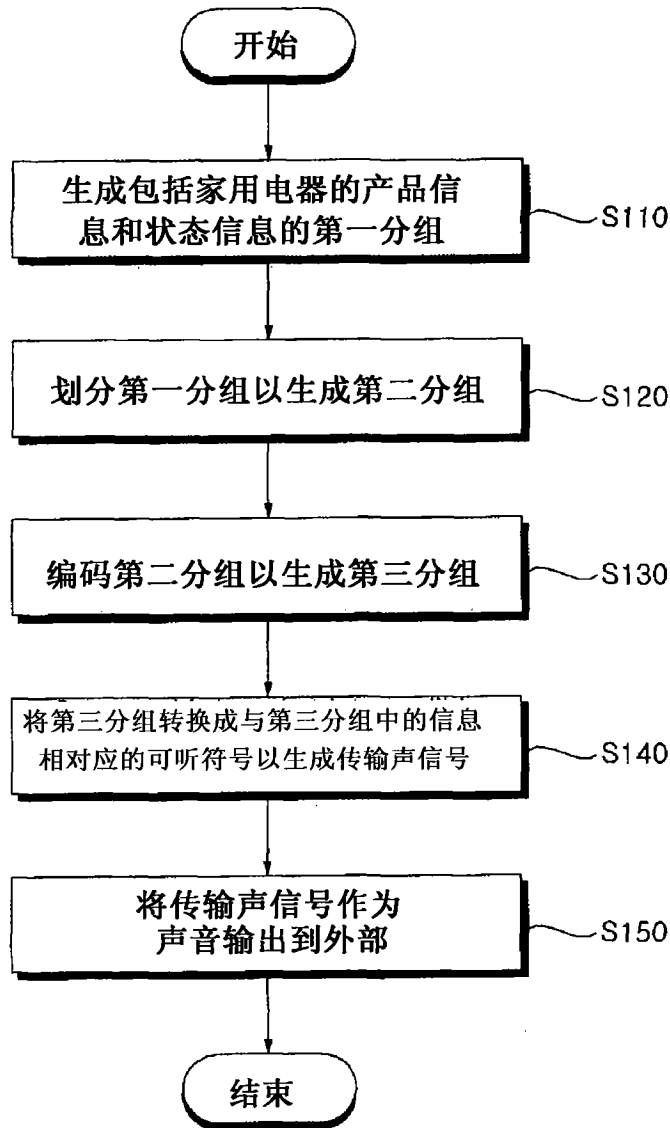 开始
生成包括家用电器的产品信
息和状态信息的第一分组
S110
划分第一分组以生成第二分组
S120
编码第二分组以生成第三分组
S130
将第三分组转换成与第三分组中的信息
相对应的可听符号以生成传输声信号
S140
将传输声信号作为
声音输出到外部
S150
结束